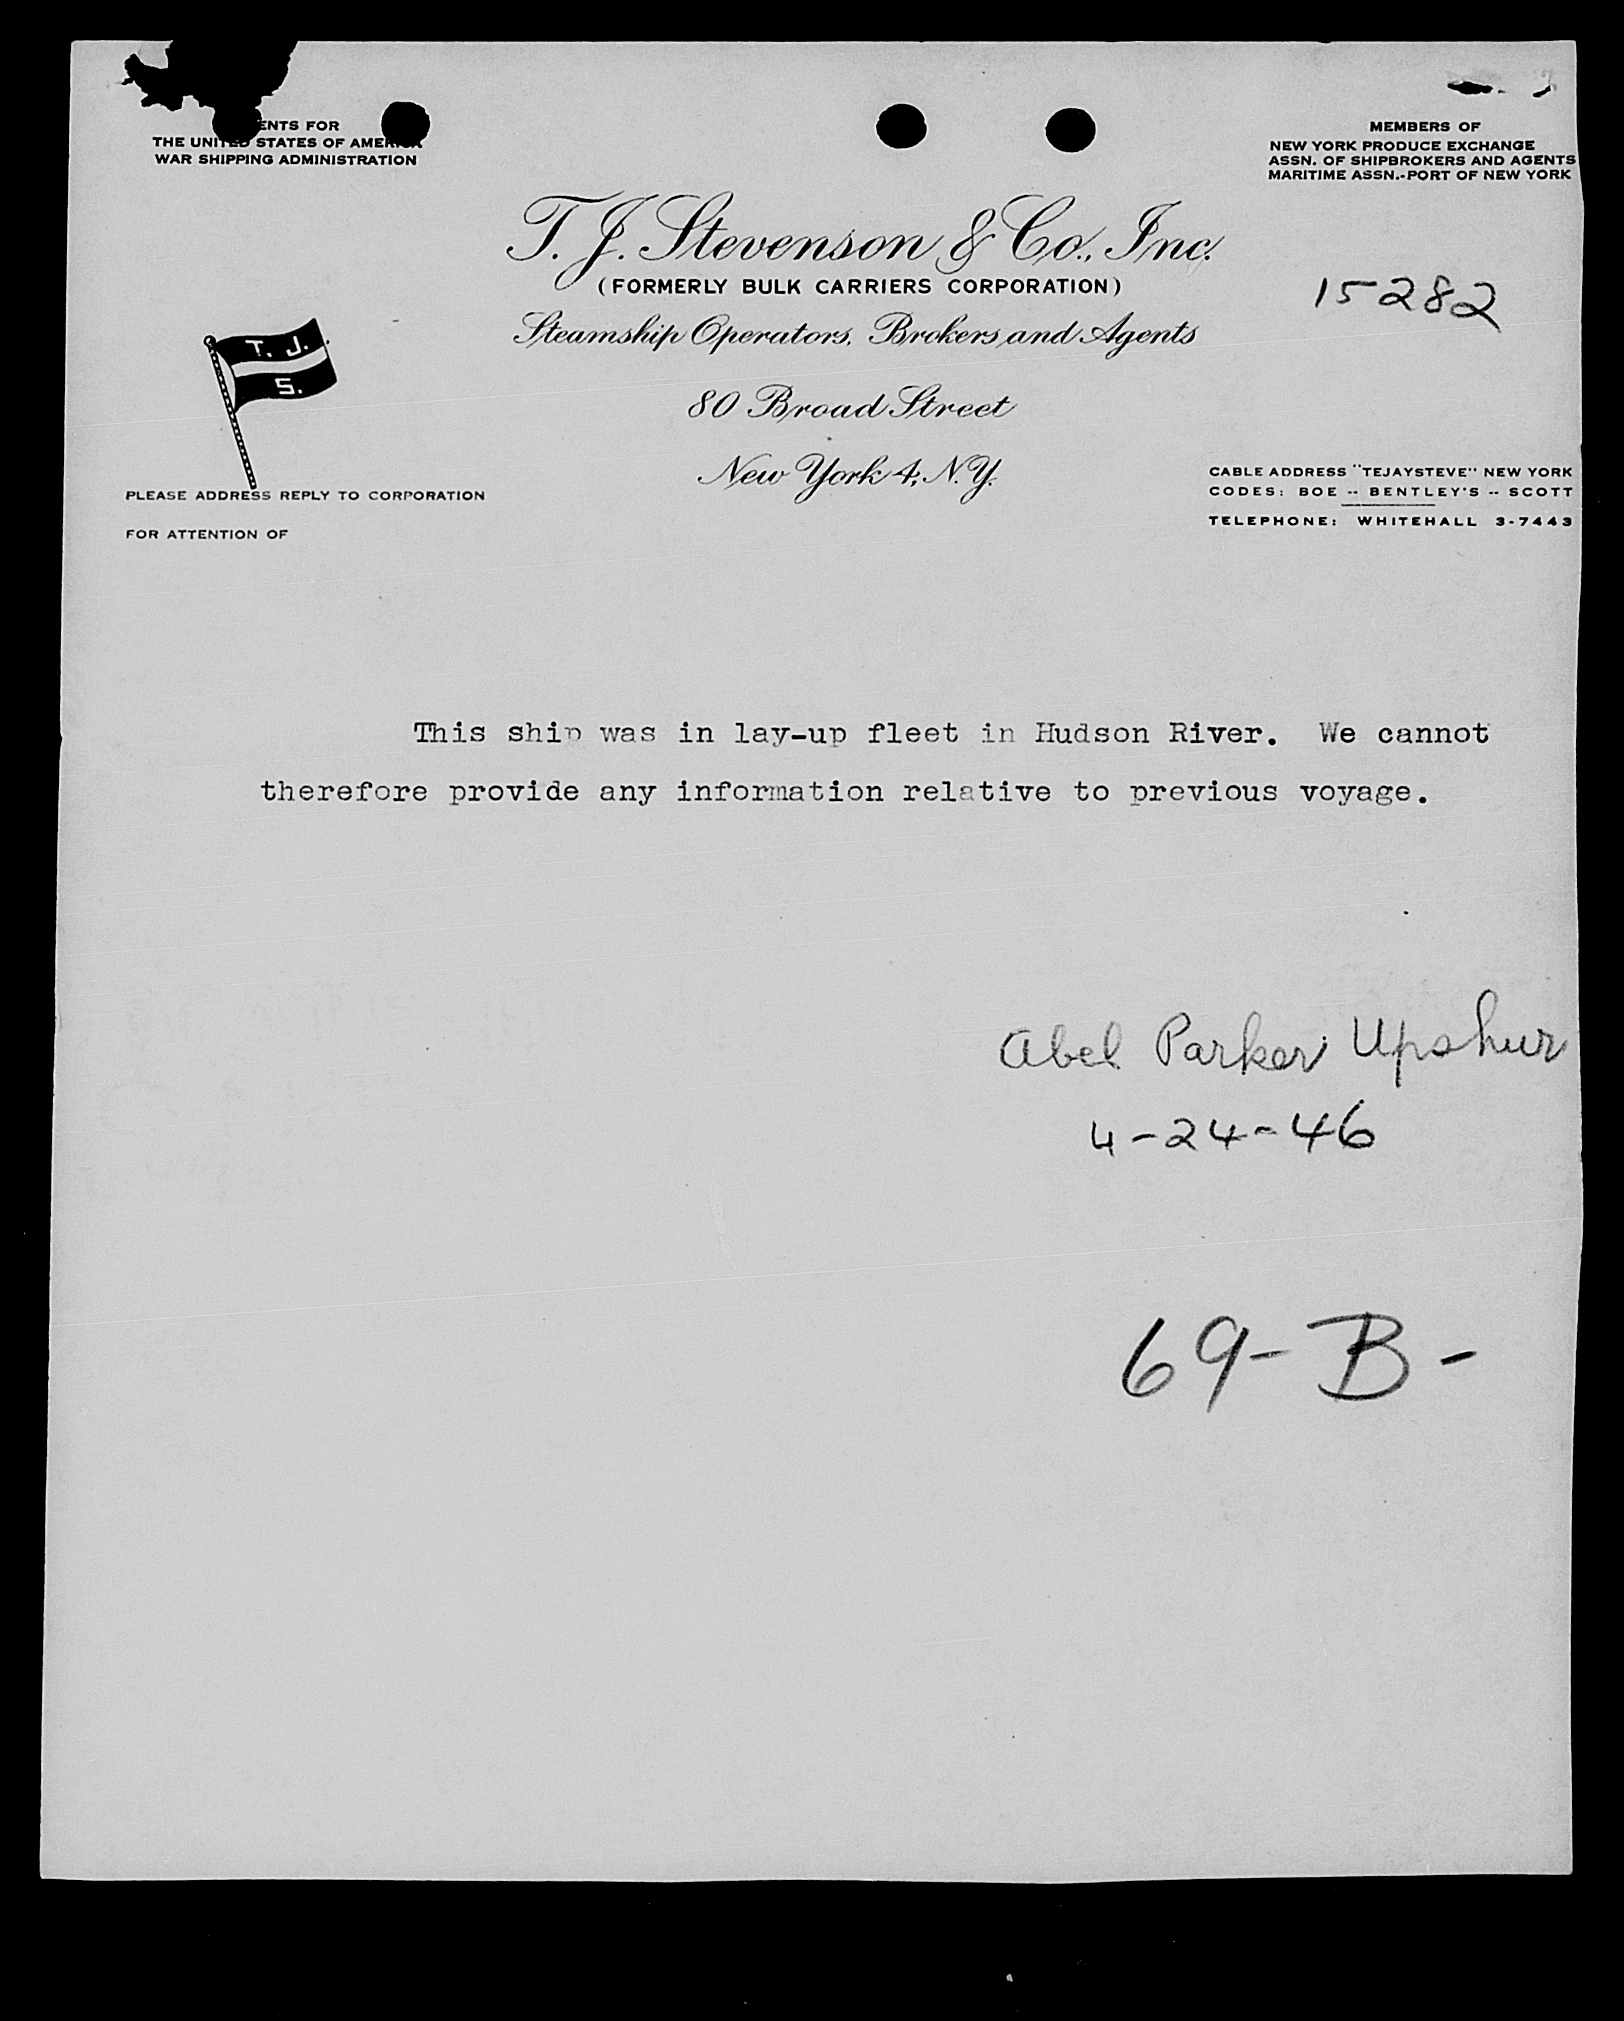 ENTS FOR
THE UNITED STATES OF AMERICA
WAR SHIPPING ADMINISTRATION
MEMBERS OF
NEW YORK PRODUCE EXCHANGE
ASSN. OF SHIPBROKERS AND AGENTS
MARITIME ASSN.-PORT OF NEW YORK
T. J. Stevenson & Co., Inc.
(FORMERLY BULK CARRIERS CORPORATION)
15282
Steamship Operators, Brokers and Agents
T. J.
S.
80 Broad Street
New York 4, N.Y.
PLEASE ADDRESS REPLY TO CORPORATION
FOR ATTENTION OF
CABLE ADDRESS "TEJAYSTEVE" NEW YORK
CODES: BOE -- BENTLEY'S -- SCOTT
TELEPHONE: WHITEHALL 3-7443
This ship was in lay-up fleet in Hudson River. We cannot
therefore provide any information relative to previous voyage.
Abel Parker Upshur
4-24-46
69-B-